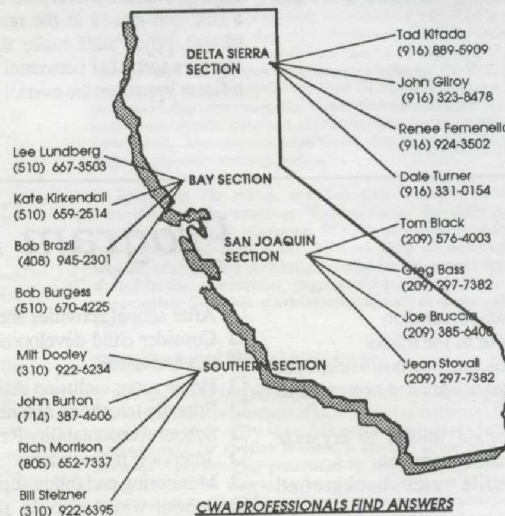 DELTA SIERRA
SECTION
Tad Kitada
(916) 889-5909
John Gilroy
(916) 323-8478
Renee Femenella
(916) 924-3502
Dale Turner
(916) 331-0154
Lee Lundberg
(510) 667-3503
Kate Kirkendall
(510) 659-2514
Bob Brazil
(408) 945-2301
Bob Burgess
(510) 670-4225
BAY SECTION
SAN JOAQUIN
SECTION
Tom Black
(209) 576-4003
Greg Bass
(209) 297-7382
Joe Bruccia
(209) 385-6400
Jean Stovall
(209) 297-7382
Milt Dooley
(310) 922-6234
John Burton
(714) 387-4606
Rich Morrison
(805) 652-7337
Bill Stelzner
(310) 922-6395
SOUTHERN SECTION
CWA PROFESSIONALS FIND ANSWERS